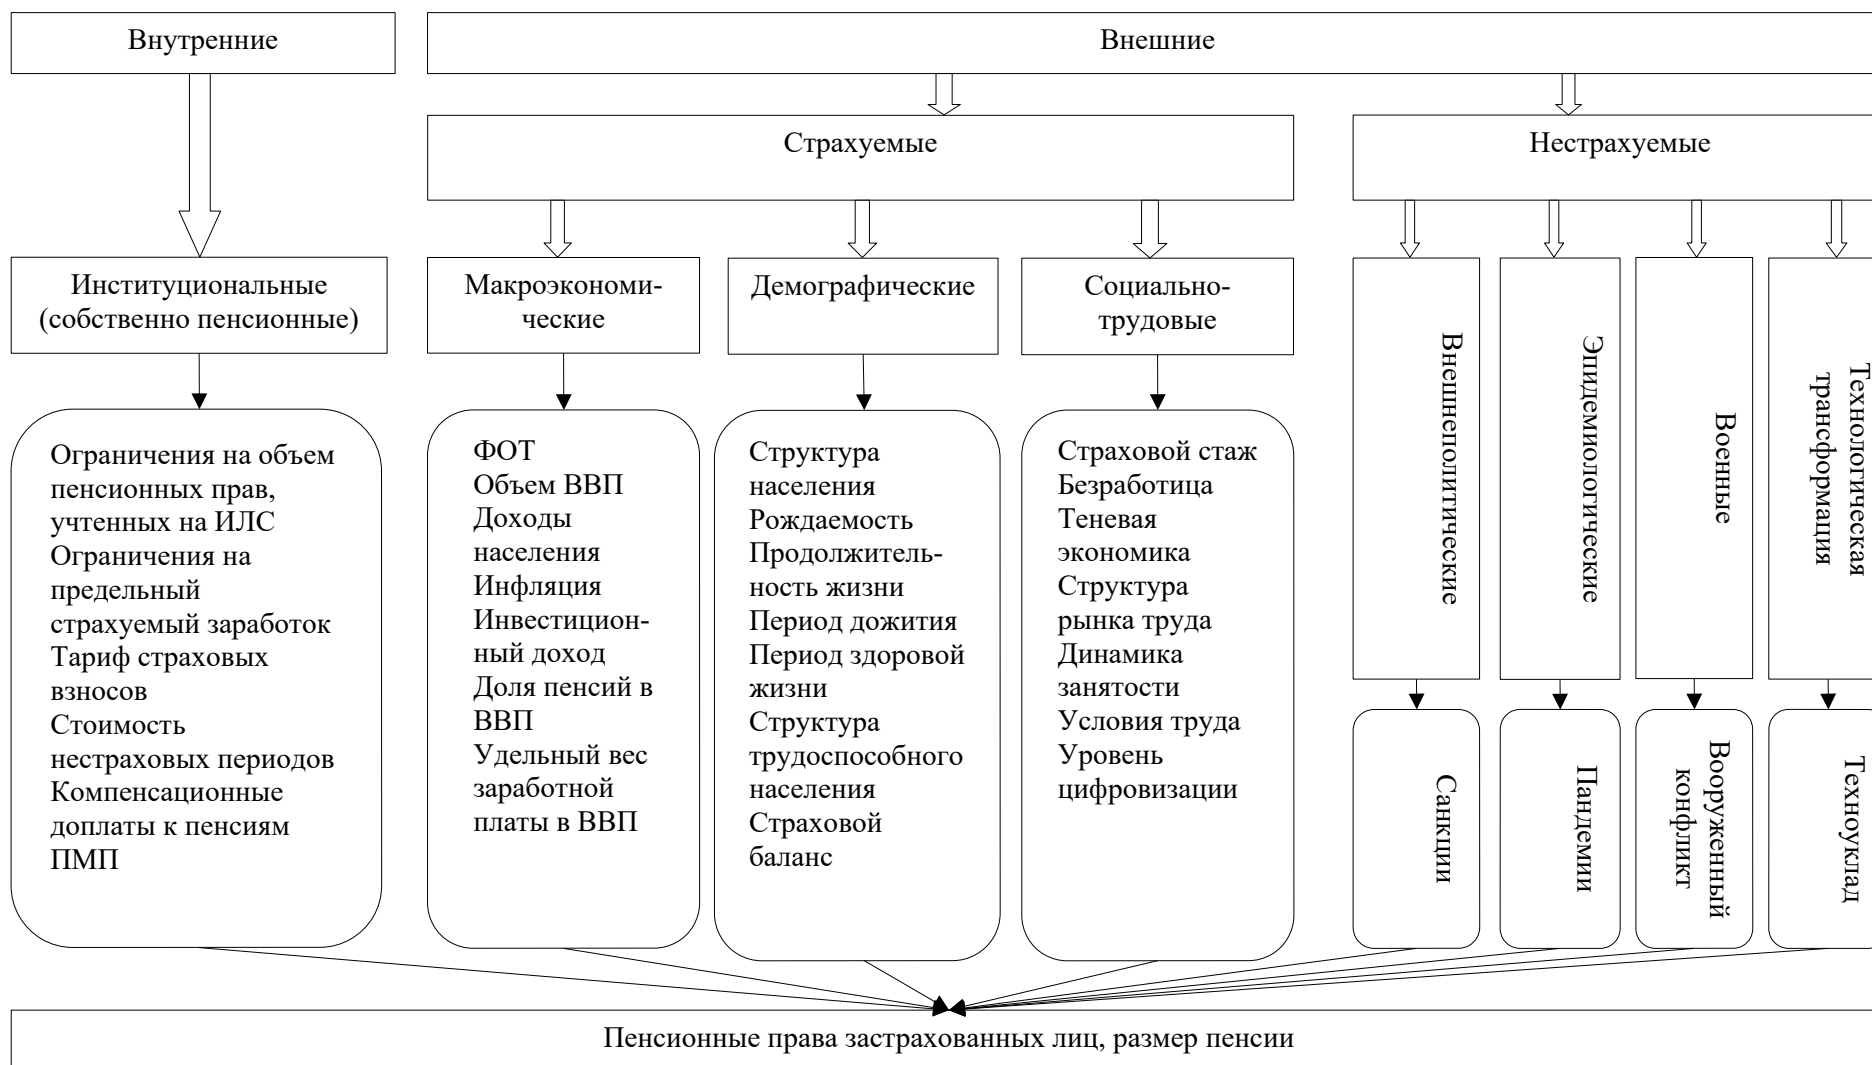 Внутренние
Внешние
Страхуемые
Нестрахуемые
Институциональные
(собственно пенсионные)
Макроэкономи-
ческие
Демографические
Социально-
трудовые
Внешнеполитические
Эпидемиологические
Военные
Технологическая
трансформация
Ограничения на объем
пенсионных прав,
учтенных на ИЛС
Ограничения на
предельный
страхуемый заработок
Тариф страховых
взносов
Стоимость
нестраховых периодов
Компенсационные
доплаты к пенсиям
ПМП
ФОТ
Объем ВВП
Доходы
населения
Инфляция
Инвестицион-
ный доход
Доля пенсий в
ВВП
Удельный вес
заработной
платы в ВВП
Структура
населения
Рождаемость
Продолжитель-
ность жизни
Период дожития
Период здоровой
жизни
Структура
трудоспособного
населения
Страховой
баланс
Страховой стаж
Безработица
Теневая
экономика
Структура
рынка труда
Динамика
занятости
Условия труда
Уровень
цифровизации
Санкции
Пандемии
Вооруженный
конфликт
Техноуклад
Пенсионные права застрахованных лиц, размер пенсии